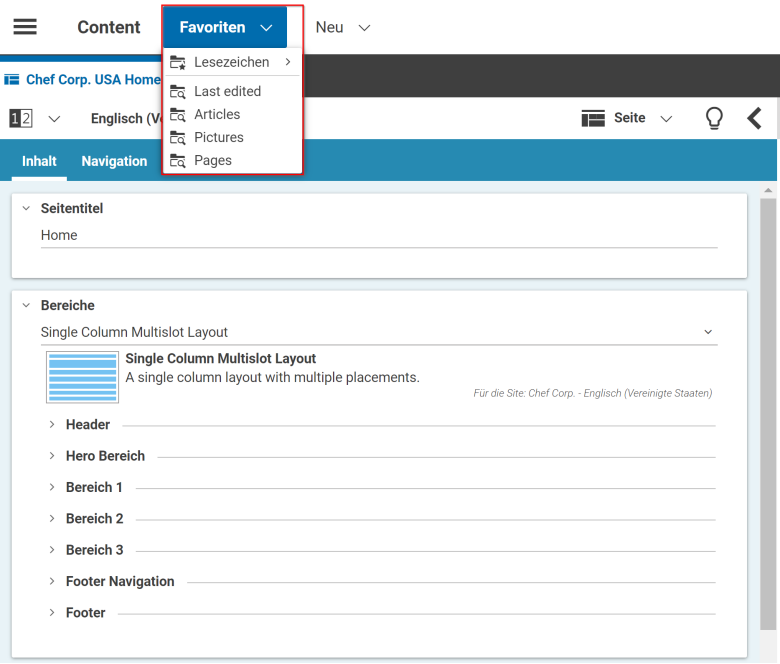 Content Favoriten Neu
Lesezeichen
Chef Corp. USA Home
Last edited
12 Englisch (V Articles Seite
Pictures
Inhalt Navigation Pages
Seitentitel
Home
Bereiche
Single Column Multislot Layout
Single Column Multislot Layout
A single column layout with multiple placements.
Für die Site: Chef Corp. - Englisch (Vereinigte Staaten)
Header
Hero Bereich
Bereich 1
Bereich 2
Bereich 3
Footer Navigation
Footer